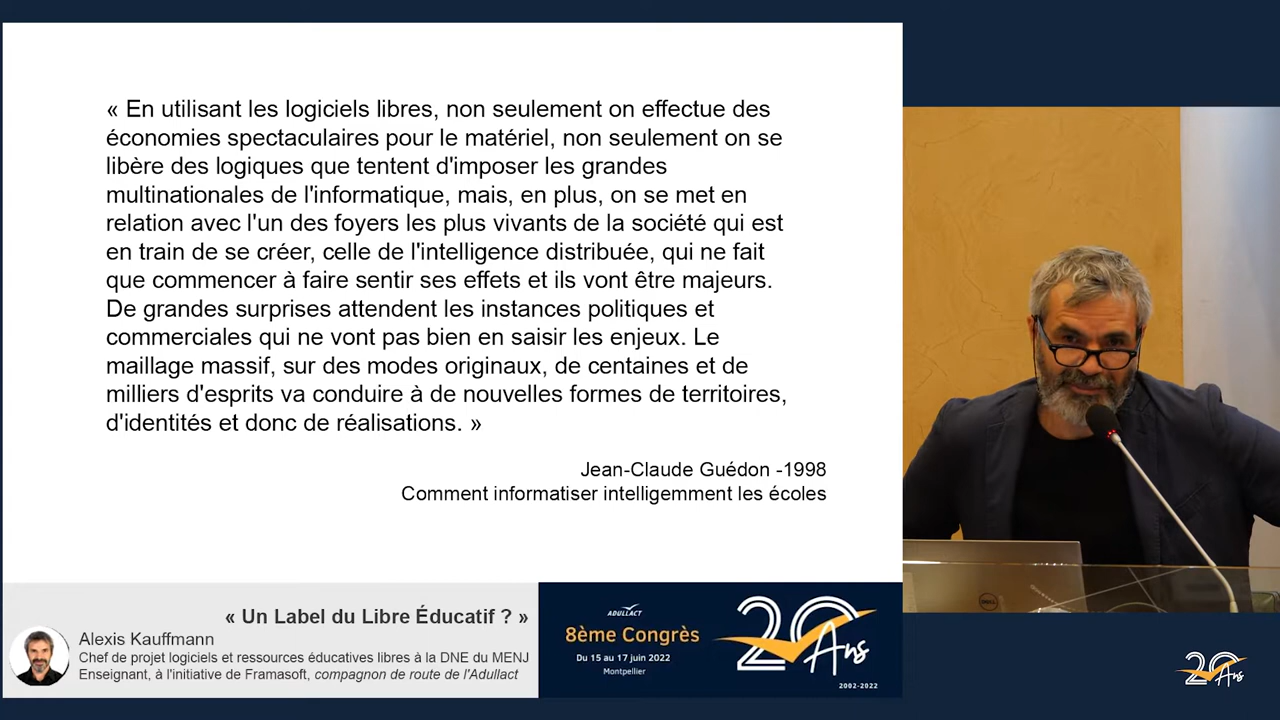 « En utilisant les logiciels libres, non seulement on effectue des
économies spectaculaires pour le matériel, non seulement on se
libère des logiques que tentent d'imposer les grandes
multinationales de l'informatique, mais, en plus, on se met en
relation avec l'un des foyers les plus vivants de la société qui est
en train de se créer, celle de l'intelligence distribuée, qui ne fait
que commencer à faire sentir ses effets et ils vont être majeurs.
De grandes surprises attendent les instances politiques et
commerciales qui ne vont pas bien en saisir les enjeux. Le
maillage massif, sur des modes originaux, de centaines et de
milliers d'esprits va conduire à de nouvelles formes de territoires,
d'identités et donc de réalisations. »
Jean-Claude Guédon -1998
Comment informatiser intelligemment les écoles
« Un Label du Libre Éducatif ? »
Alexis Kauffmann
Chef de projet logiciels et ressources éducatives libres à la DNE du MENJ
Enseignant, à l'initiative de Framasoft, compagnon de route de l'Adullact
ADULLACT
8ème Congrès
Du 15 au 17 juin 2022
Montpellier
20 Ans
2002-2022
DELL
20 Ans